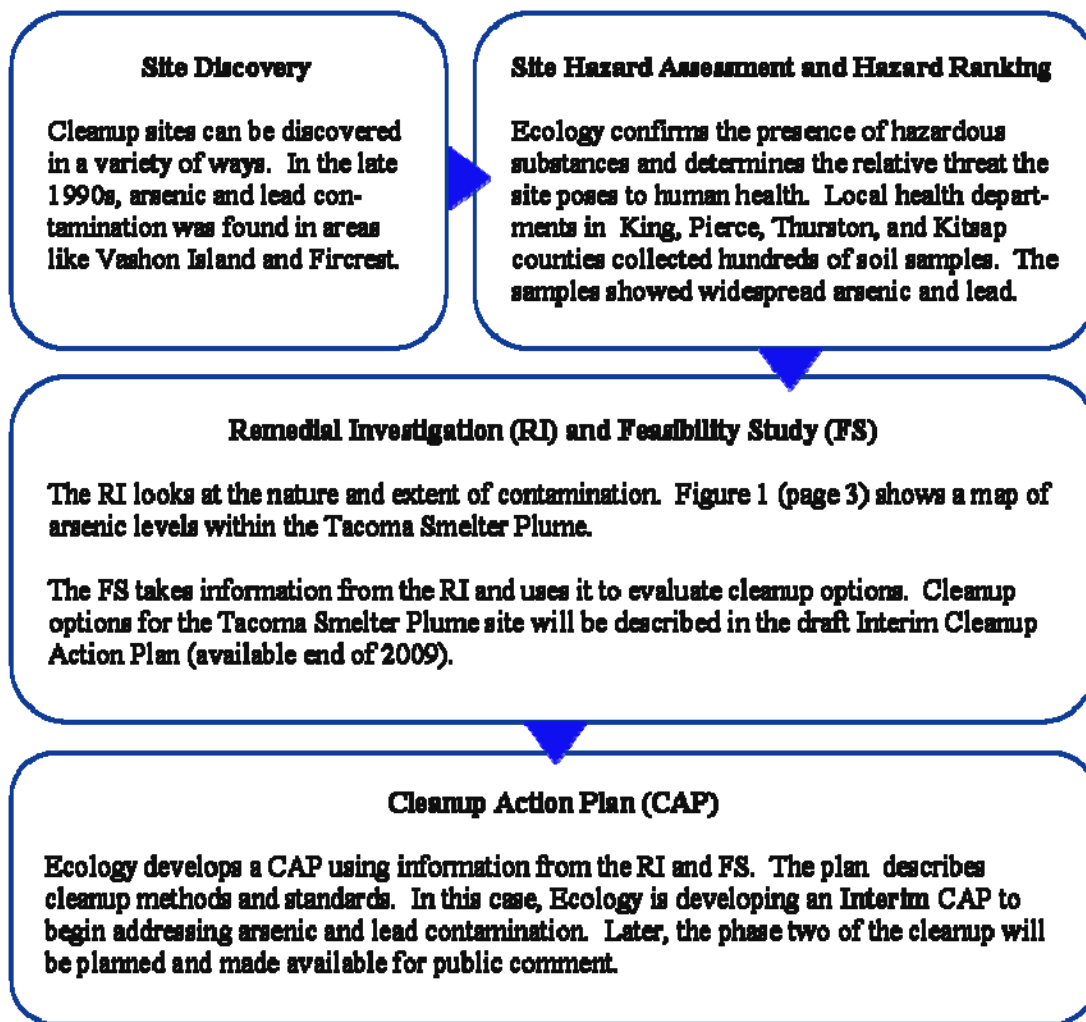 Site Discovery
Cleanup sites can be discovered
in a variety of ways.  In the late
1990s, arsenic and lead con-
tamination was found in areas
like Vashon Island and Fircrest.
Site Hazard Assessment and Hazard Ranking
Ecology confirms the presence of hazardous
substances and determines the relative threat the
site poses to human health.  Local health depart-
ments in  King, Pierce, Thurston, and Kitsap
counties collected hundreds of soil samples.  The
samples showed widespread arsenic and lead.
Remedial Investigation (RI) and Feasibility Study (FS)
The RI looks at the nature and extent of contamination.  Figure 1 (page 3) shows a map of
arsenic levels within the Tacoma Smelter Plume.
The FS takes information from the RI and uses it to evaluate cleanup options.  Cleanup
options for the Tacoma Smelter Plume site will be described in the draft Interim Cleanup
Action Plan (available end of 2009).
Cleanup Action Plan (CAP)
Ecology develops a CAP using information from the RI and FS.  The plan  describes
cleanup methods and standards.  In this case, Ecology is developing an Interim CAP to
begin addressing arsenic and lead contamination.  Later, the phase two of the cleanup will
be planned and made available for public comment.